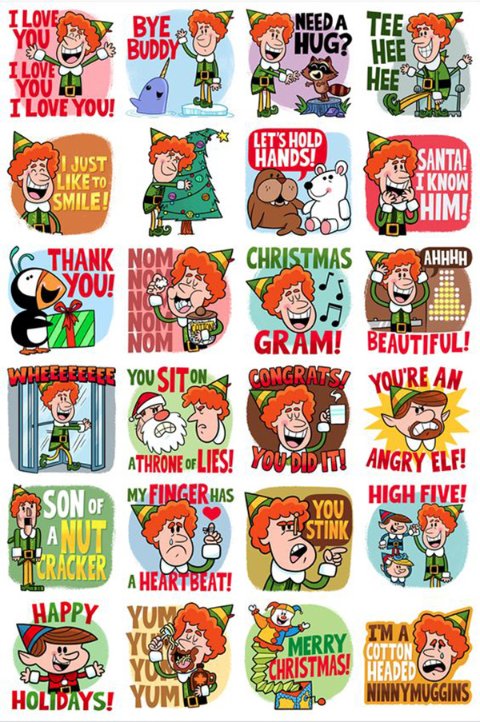 I LOVE
YOU
I LOVE
YOU
I LOVE YOU!
BYE
BUDDY
NEED A
HUG?
TEE
HEE
HEE
I JUST
LIKE TO
SMILE!
LET'S HOLD
HANDS!
SANTA!
I KNOW
HIM!
THANK
YOU!
NOM
NOM
NOM
NOM
NOM
CHRISTMAS
GRAM!
AHHHH
BEAUTIFUL!
WHEEEEEEE
YOU SIT ON
A THRONE OF LIES!
CONGRATS!
YOU DID IT!
YOU'RE AN
ANGRY ELF!
SON OF
A NUT
CRACKER
MY FINGER HAS
A HEARTBEAT!
YOU
STINK
HIGH FIVE!
HAPPY
HOLIDAYS!
YUM
YUM
YUM
YUM
MERRY
CHRISTMAS!
I'M A
COTTON
HEADED
NINNYMUGGINS